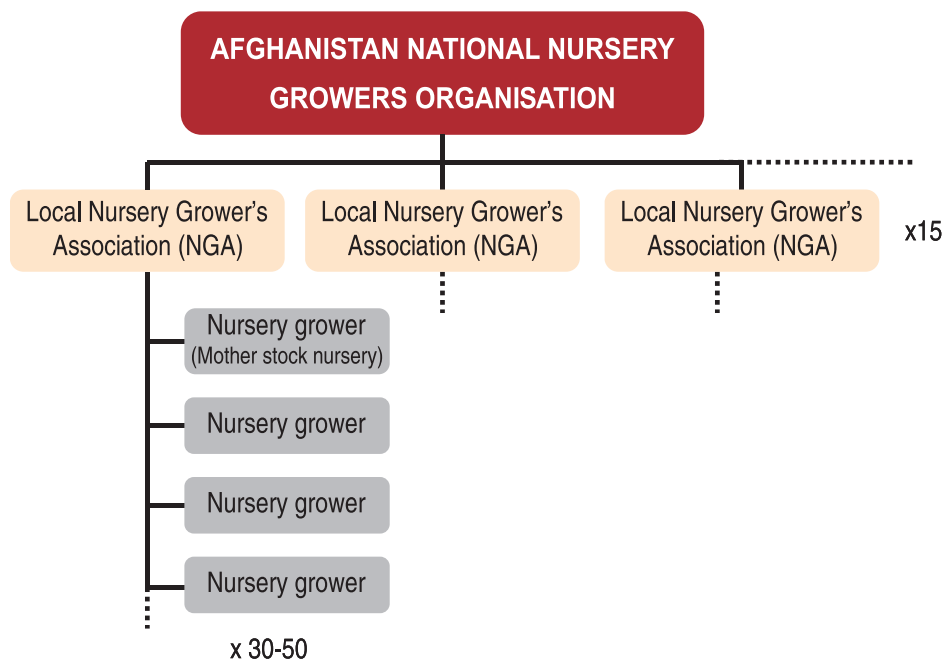 AFGHANISTAN NATIONAL NURSERY
GROWERS ORGANISATION
Local Nursery Grower's
Association (NGA)
Local Nursery Grower's
Association (NGA)
Local Nursery Grower's
Association (NGA)
x15
Nursery grower
(Mother stock nursery)
Nursery grower
Nursery grower
Nursery grower
x 30-50